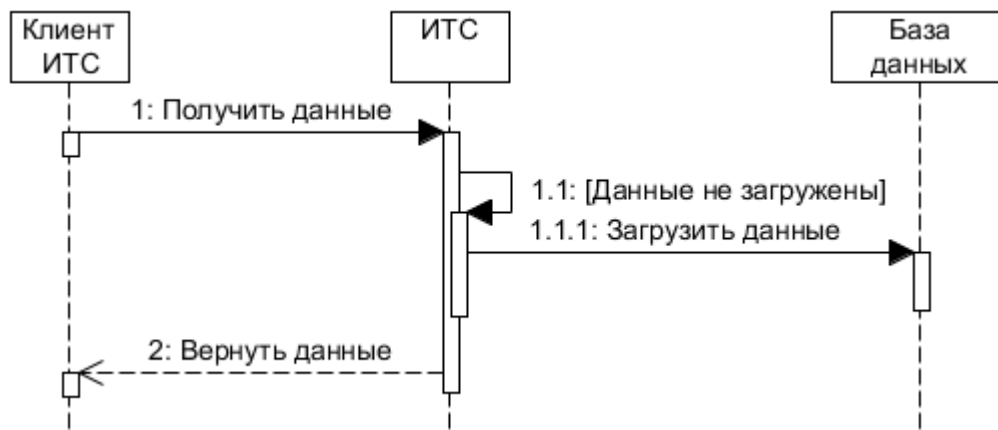 Клиент
ИТС
ИТС
База
данных
1: Получить данные
1.1: [Данные не загружены]
1.1.1: Загрузить данные
2: Вернуть данные